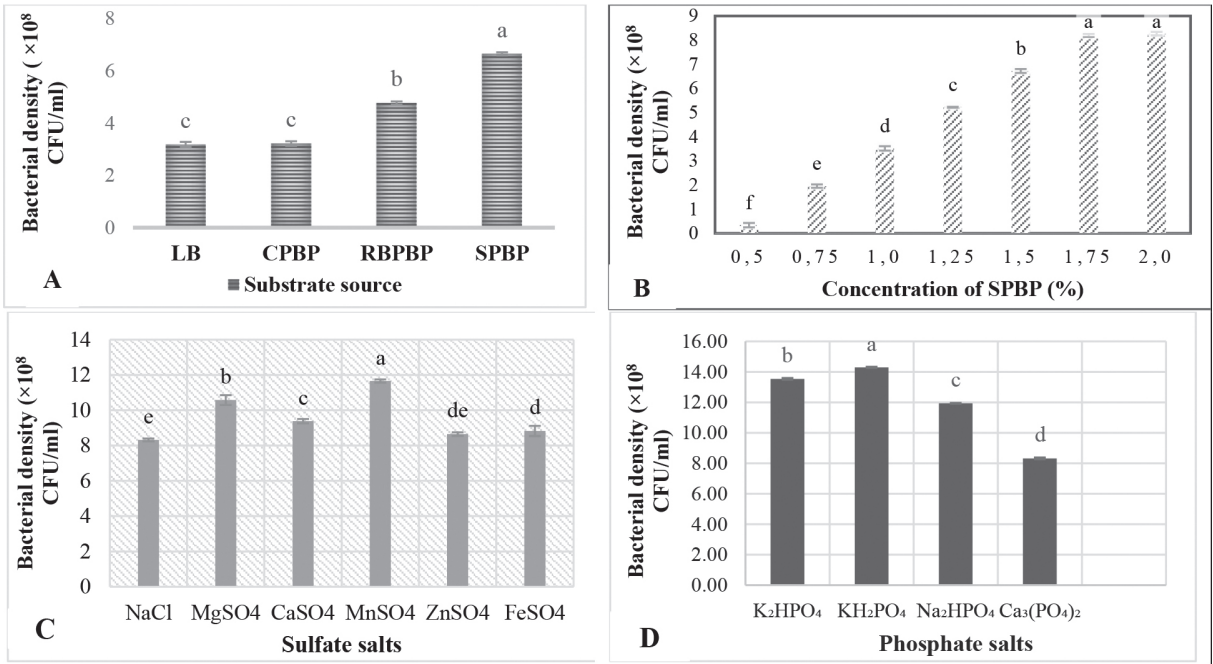 Bacterial density ( ×10⁸
CFU/ml)
8
6
4
2
0
c
c
b
a
LB CPBP RBPBP SPBP
A
Substrate source
Bacterial density (×10⁸
CFU/ml)
9
8
7
6
5
4
3
2
1
0
f
e
d
c
b
a
a
0,5 0,75 1,0 1,25 1,5 1,75 2,0
B
Concentration of SPBP (%)
Bacterial density (×10⁸
CFU/ml)
14
12
10
8
6
4
2
0
e
b
c
a
de
d
NaCl MgSO4 CaSO4 MnSO4 ZnSO4 FeSO4
C
Sulfate salts
Bacterial density (×10⁸
CFU/ml)
16.00
14.00
12.00
10.00
8.00
6.00
4.00
2.00
0.00
b
a
c
d
K₂HPO₄ KH₂PO₄ Na₂HPO₄ Ca₃(PO₄)₂
D
Phosphate salts